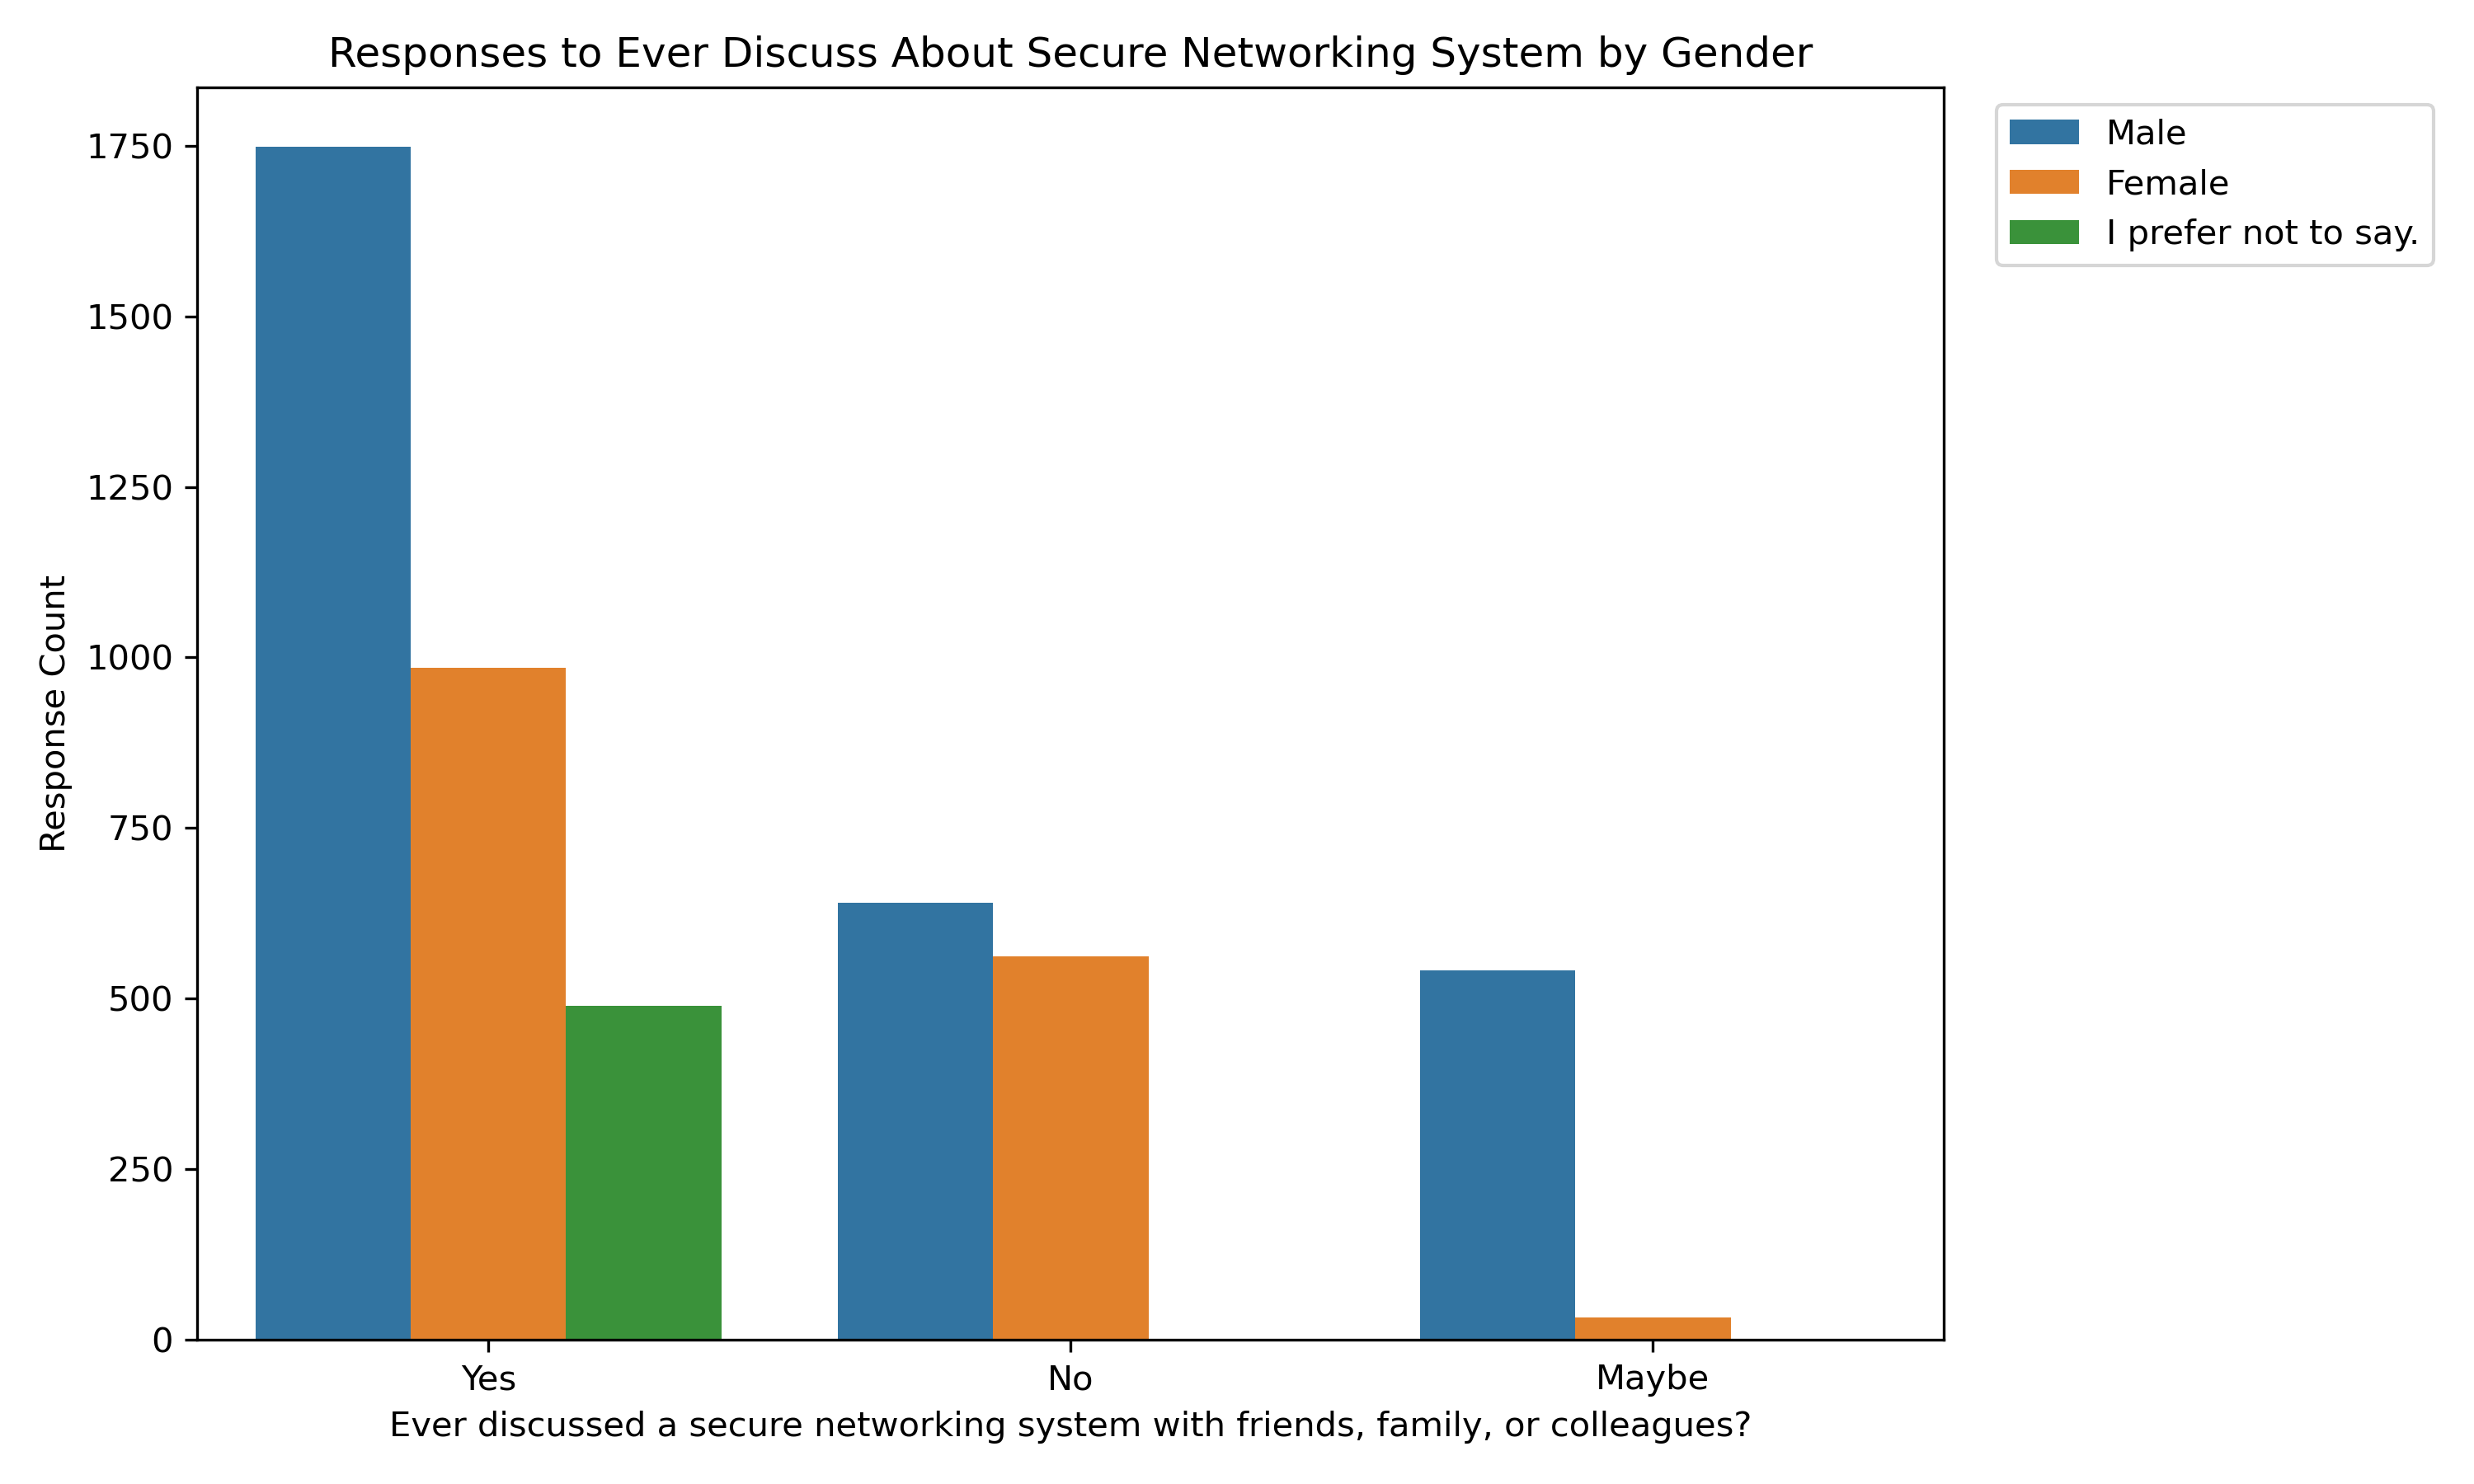 Responses to Ever Discuss About Secure Networking System by Gender
Male
Female
I prefer not to say.
Response Count
1750
1500
1250
1000
750
500
250
0
Yes
No
Maybe
Ever discussed a secure networking system with friends, family, or colleagues?